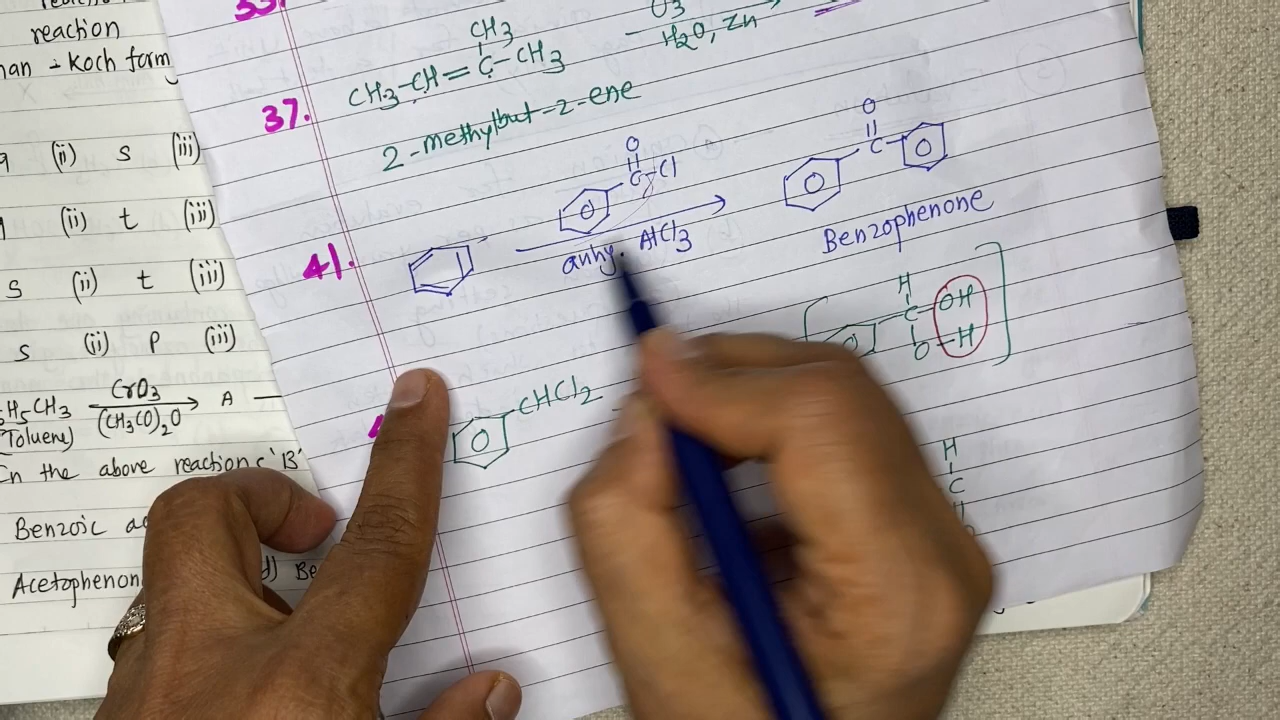 reaction
- Koch form
(ii) s (iii)
(ii) t (iii)
s (ii) t (iii)
s (ii) p (iii)
H5CH3 CrO3 (CH3CO)2O → A —
(Toluene)
In the above reaction 'B'
Benzoic
Acetophenon d) Be
O3
H2O, Zn
37. CH3-CH=C-CH3
CH3
2-methylbut-2-ene
41. O
C-Cl
anhy. AlCl3
O
C
Benzophenone
CHCl2
H
C OH
O-H
H
C